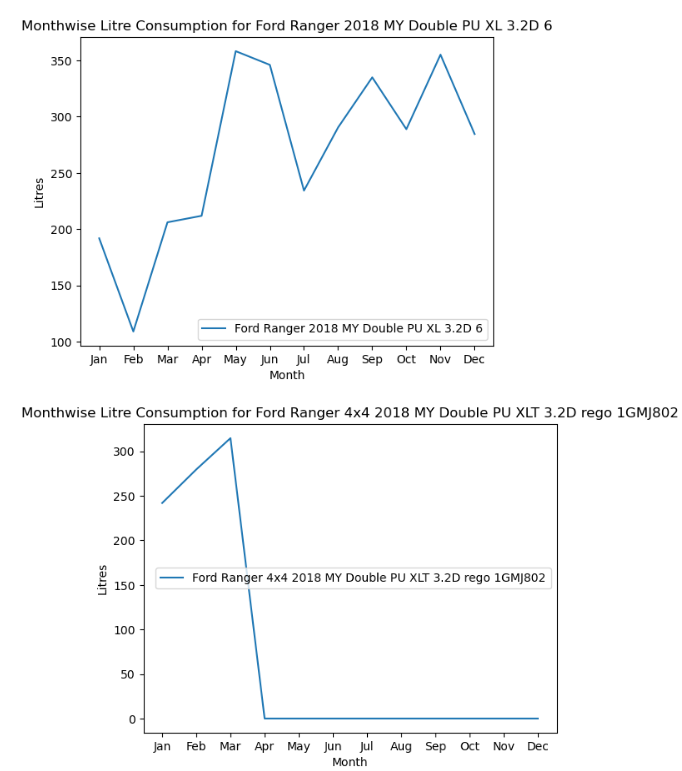 Monthwise Litre Consumption for Ford Ranger 2018 MY Double PU XL 3.2D 6
350
300
250
200
150
100
Litres
Ford Ranger 2018 MY Double PU XL 3.2D 6
Jan Feb Mar Apr May Jun Jul Aug Sep Oct Nov Dec
Month
Monthwise Litre Consumption for Ford Ranger 4x4 2018 MY Double PU XLT 3.2D rego 1GMJ802
300
250
200
150
100
50
0
Litres
Ford Ranger 4x4 2018 MY Double PU XLT 3.2D rego 1GMJ802
Jan Feb Mar Apr May Jun Jul Aug Sep Oct Nov Dec
Month